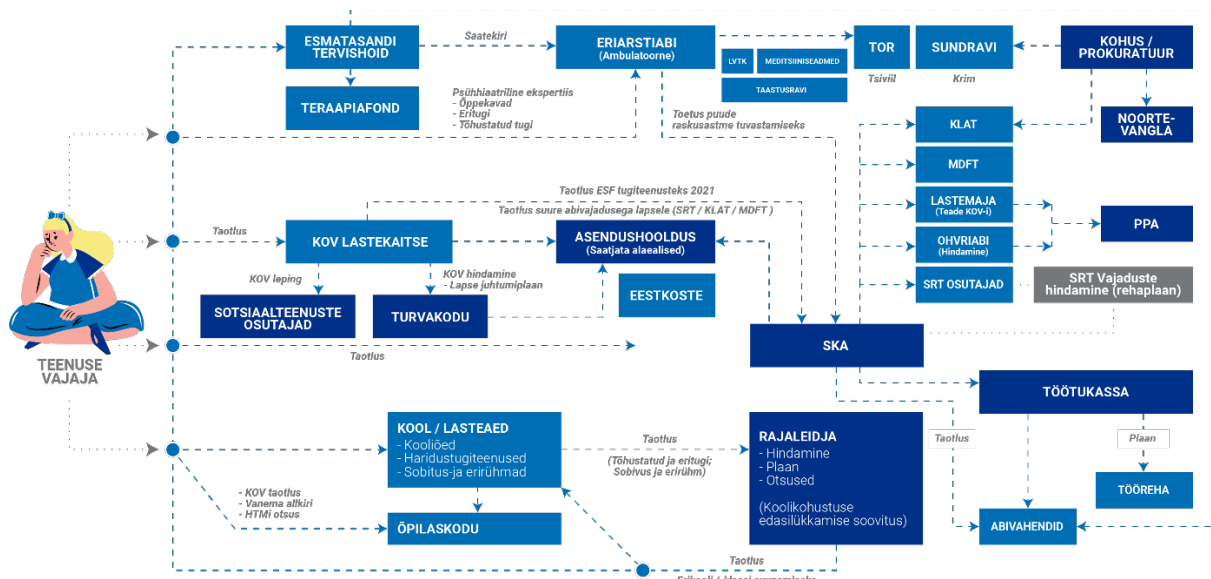 ESMATASANDI
TERVISHOID
Saatekiri
ERIARSTIABI
(Ambulatoorne)
LVTK
MEDITSIINISEADMED
TAASTUSRAVI
TOR
Tsiviil
SUNDRAVI
Krim
KOHUS /
PROKURATUUR
TERAAPIAFOND
Psühhiaatriline ekspertiis
- Õppekavad
- Eritugi
- Tõhustatud tugi
Toetus puude
raskusastme tuvastamiseks
KLAT
NOORTE-
VANGLA
MDFT
Taotlus ESF tugiteenusteks 2021
Taotlus suure abivajadusega lapsele (SRT / KLAT / MDFT )
LASTEMAJA
(Teade KOV-i)
PPA
Taotlus
KOV LASTEKAITSE
ASENDUSHOOLDUS
(Saatjata alaealised)
OHVRIABI
(Hindamine)
KOV leping
KOV hindamine
- Lapse juhtumiplaan
EESTKOSTE
SRT OSUTAJAD
SRT Vajaduste
hindamine (rehaplaan)
SOTSIAALTEENUSTE
OSUTAJAD
TURVAKODU
SKA
TEENUSE
VAJAJA
Taotlus
TÖÖTUKASSA
KOOL / LASTEAED
- Kooliõed
- Haridustugiteenused
- Sobitus-ja erirühmad
Taotlus
(Tõhustatud ja eritugi;
Sobivus ja erirühm)
RAJALEIDJA
- Hindamine
- Plaan
- Otsused
(Koolikohustuse
edasilükkamise soovitus)
Taotlus
Plaan
TÖÖREHA
- KOV taotlus
- Vanema allkiri
- HTMi otsus
ÕPILASKODU
ABIVAHENDID
Taotlus